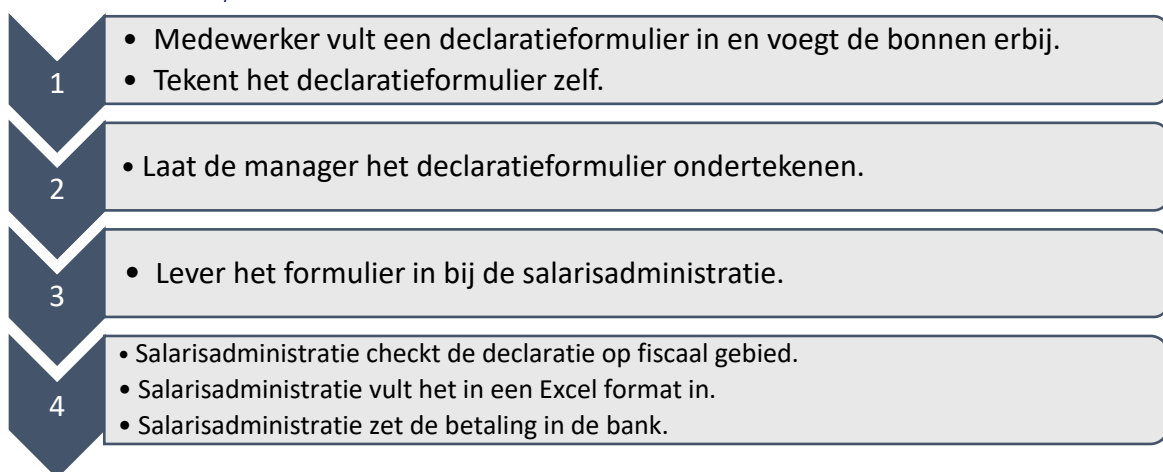 1
• Medewerker vult een declaratieformulier in en voegt de bonnen erbij.
• Tekent het declaratieformulier zelf.
2
• Laat de manager het declaratieformulier ondertekenen.
3
• Lever het formulier in bij de salarisadministratie.
4
• Salarisadministratie checkt de declaratie op fiscaal gebied.
• Salarisadministratie vult het in een Excel format in.
• Salarisadministratie zet de betaling in de bank.